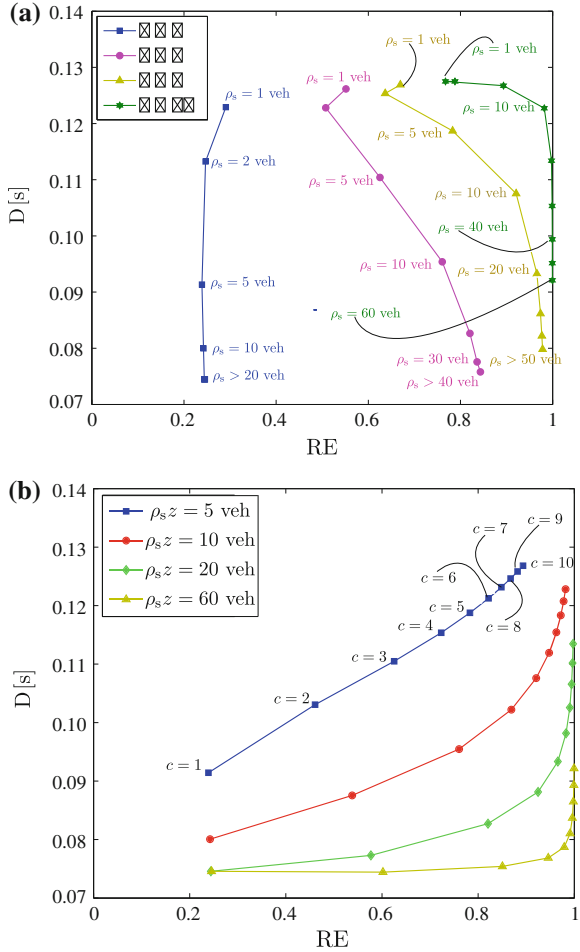 (a)
0.14
0.13
0.12
0.11
0.10
0.09
0.08
0.07
D [s]
ρs = 1 veh
ρs = 2 veh
ρs = 5 veh
ρs = 10 veh
ρs > 20 veh
ρs = 1 veh
ρs = 5 veh
ρs = 10 veh
ρs = 30 veh
ρs > 40 veh
ρs = 1 veh
ρs = 5 veh
ρs = 10 veh
ρs = 20 veh
ρs > 50 veh
ρs = 1 veh
ρs = 10 veh
ρs = 40 veh
ρs = 60 veh
0 0.2 0.4 0.6 0.8 1
RE
(b)
0.14
0.13
0.12
0.11
0.10
0.09
0.08
0.07
D [s]
ρsz = 5 veh
ρsz = 10 veh
ρsz = 20 veh
ρsz = 60 veh
c = 1
c = 2
c = 3
c = 4
c = 5
c = 6
c = 7
c = 8
c = 9
c = 10
0 0.2 0.4 0.6 0.8 1
RE